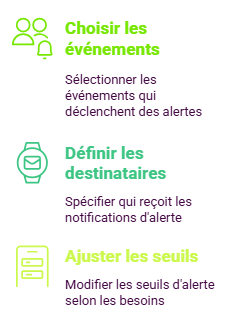 Choisir les
événements
Sélectionner les
événements qui
déclenchent des alertes
Définir les
destinataires
Spécifier qui reçoit les
notifications d'alerte
Ajuster les seuils
Modifier les seuils d'alerte
selon les besoins